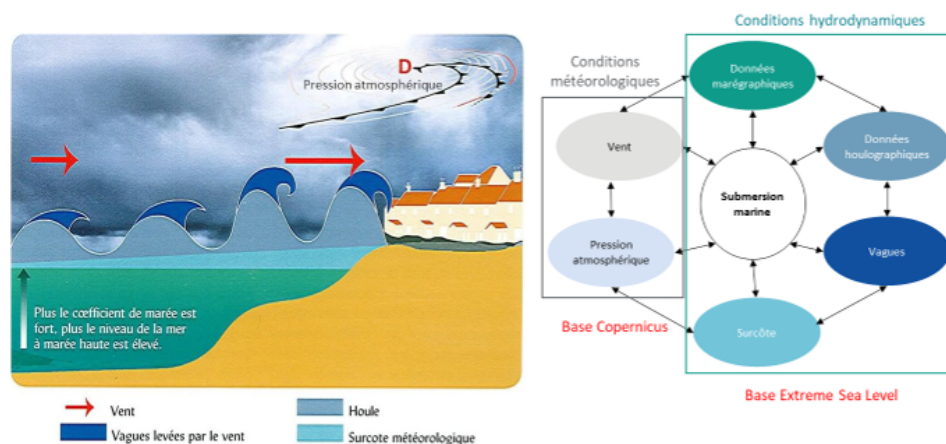 D
Pression atmosphérique
Plus le cœfficient de marée est
fort, plus le niveau de la mer
à marée haute est élevé.
Vent
Houle
Vagues levées par le vent
Surcote météorologique
Conditions hydrodynamiques
Conditions
météorologiques
Données
marégraphiques
Vent
Données
houlographiques
Submersion
marine
Pression
atmosphérique
Vagues
Surcôte
Base Copernicus
Base Extreme Sea Level